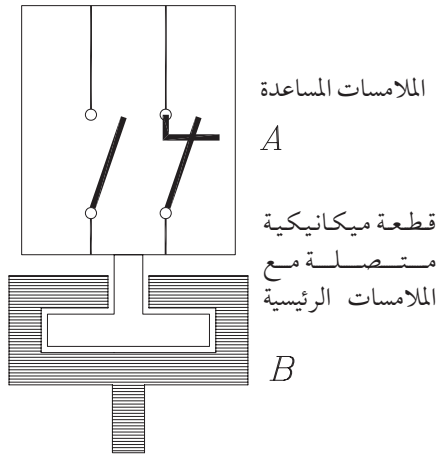 الملامسات المساعدة
A
قطعة ميكانيكية
متصلة مع
الملامسات الرئيسية
B